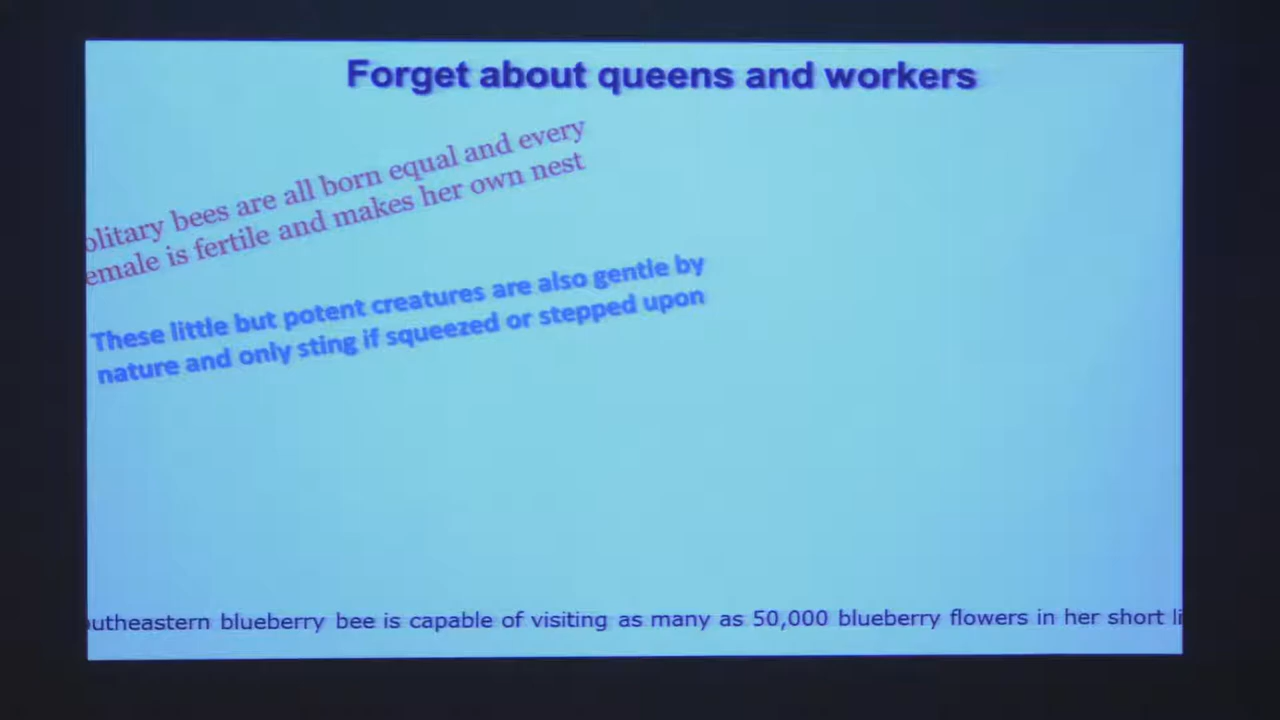 Forget about queens and workers
olitary bees are all born equal and every
emale is fertile and makes her own nest
These little but potent creatures are also gentle by
nature and only sting if squeezed or stepped upon
utheastern blueberry bee is capable of visiting as many as 50,000 blueberry flowers in her short li